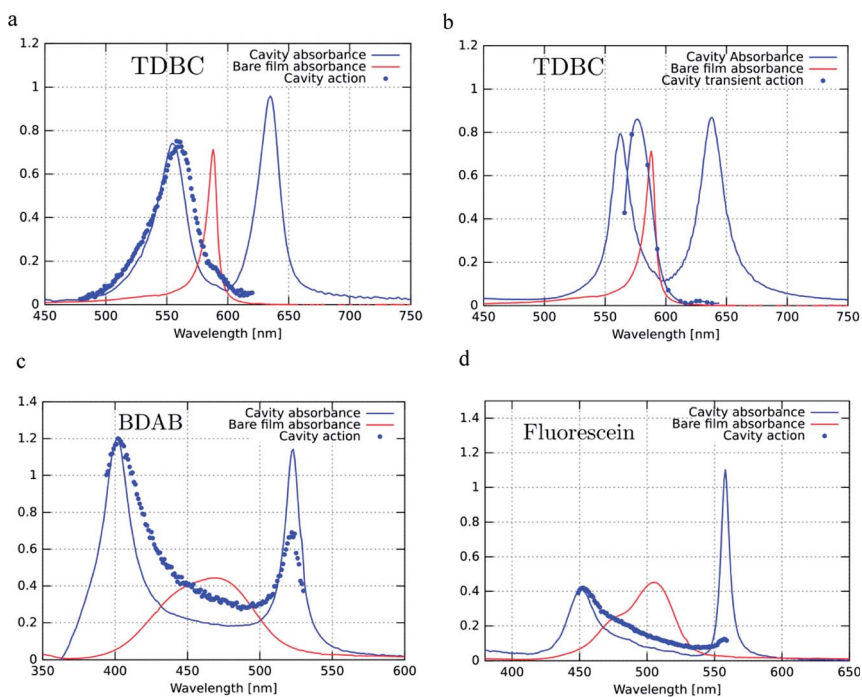 a
TDBC
Cavity absorbance
Bare film absorbance
Cavity action
1.2
1
0.8
0.6
0.4
0.2
0
450 500 550 600 650 700 750
Wavelength [nm]
b
TDBC
Cavity Absorbance
Bare film absorbance
Cavity transient action
1.2
1
0.8
0.6
0.4
0.2
0
450 500 550 600 650 700 750
Wavelength [nm]
c
BDAB
Cavity absorbance
Bare film absorbance
Cavity action
1.4
1.2
1
0.8
0.6
0.4
0.2
0
350 400 450 500 550 600
Wavelength [nm]
d
Fluorescein
Cavity absorbance
Bare film absorbance
Cavity action
1.4
1.2
1
0.8
0.6
0.4
0.2
0
400 450 500 550 600 650
Wavelength [nm]